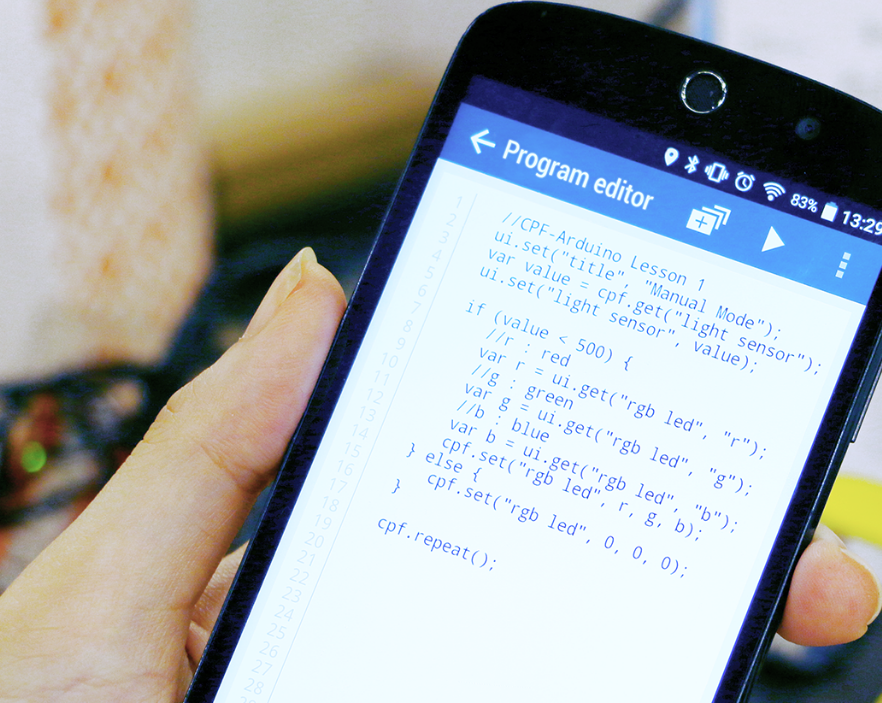 83% 13:29
Program editor
1 //CPF-Arduino Lesson 1
2 ui.set("title", "Manual Mode");
3 var value = cpf.get("light sensor");
4 ui.set("light sensor", value);
5
6 if (value < 500) {
7 //r : red
8 var r = ui.get("rgb led", "r");
9 //g : green
10 var g = ui.get("rgb led", "g");
11 //b : blue
12 var b = ui.get("rgb led", "b");
13 cpf.set("rgb led", r, g, b);
14 } else {
15 cpf.set("rgb led", 0, 0, 0);
16 }
17
18 cpf.repeat();
19
20
21
22
23
24
25
26
27
28